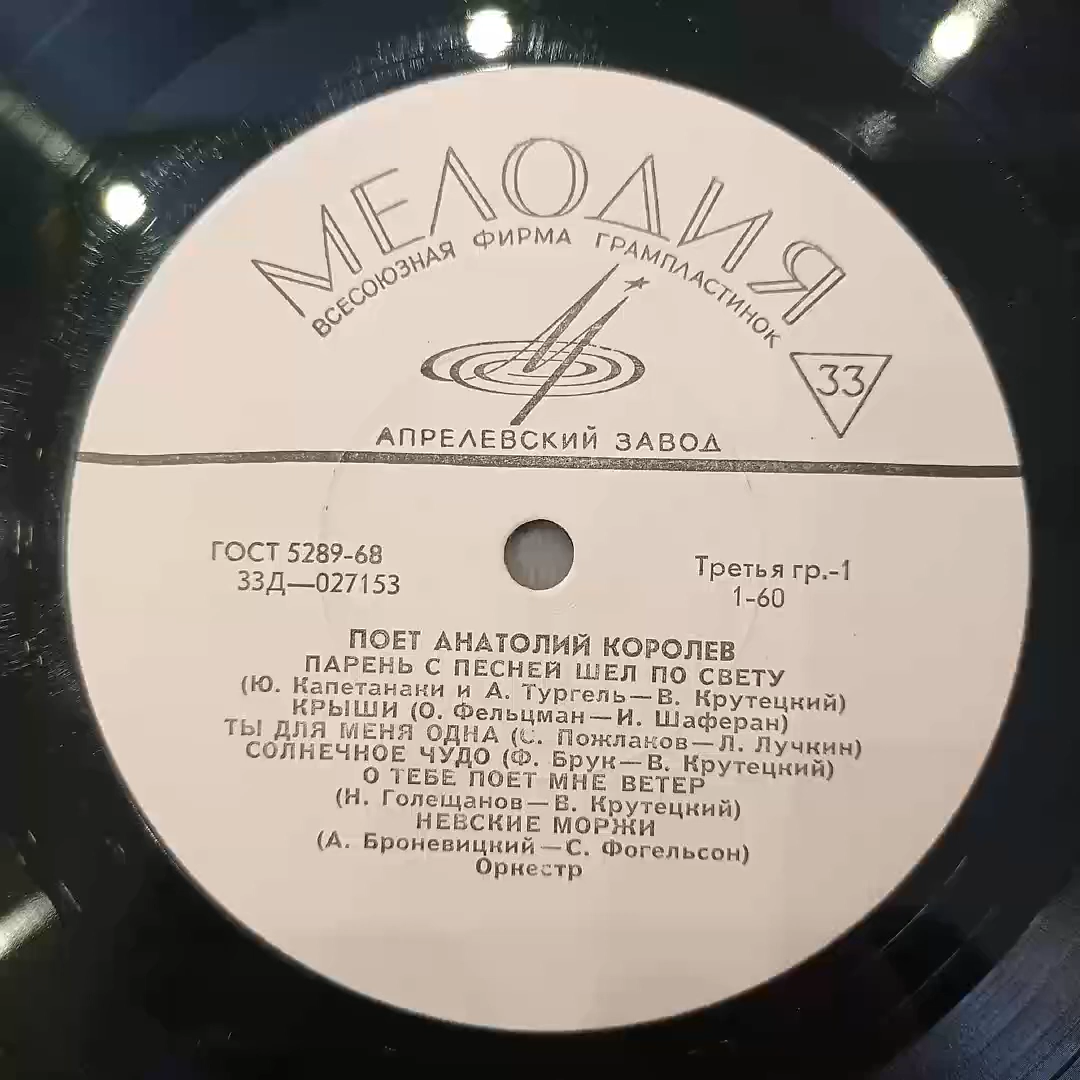 МЕЛОДИЯ
ВСЕСОЮЗНАЯ ФИРМА ГРАМПЛАСТИНОК
33
АПРЕЛЕВСКИЙ ЗАВОД
ГОСТ 5289-68
33Д—027153
Третья гр.-1
1-60
ПОЕТ АНАТОЛИЙ КОРОЛЕВ
ПАРЕНЬ С ПЕСНЕЙ ШЕЛ ПО СВЕТУ
(Ю. Капетанаки и А. Тургель—В. Крутецкий)
КРЫШИ (О. Фельцман—И. Шаферан)
ТЫ ДЛЯ МЕНЯ ОДНА (С. Пожлаков—Л. Лучкин)
СОЛНЕЧНОЕ ЧУДО (Ф. Брук—В. Крутецкий)
О ТЕБЕ ПОЕТ МНЕ ВЕТЕР
(Н. Голещанов—В. Крутецкий)
НЕВСКИЕ МОРЖИ
(А. Броневицкий—С. Фогельсон)
Оркестр